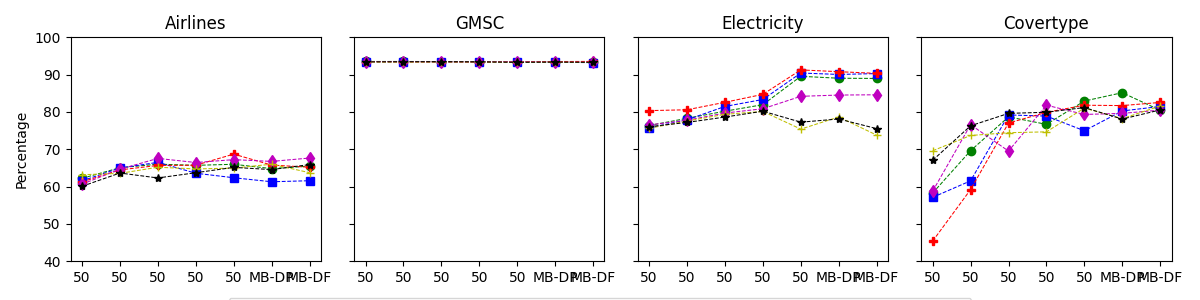 Airlines GMSC Electricity Covertype
Percentage
100
90
80
70
60
50
40
50 50 50 50 50 MB-DF MB-DF
50 50 50 50 50 MB-DF MB-DF
50 50 50 50 50 MB-DF MB-DF
50 50 50 50 50 MB-DF MB-DF